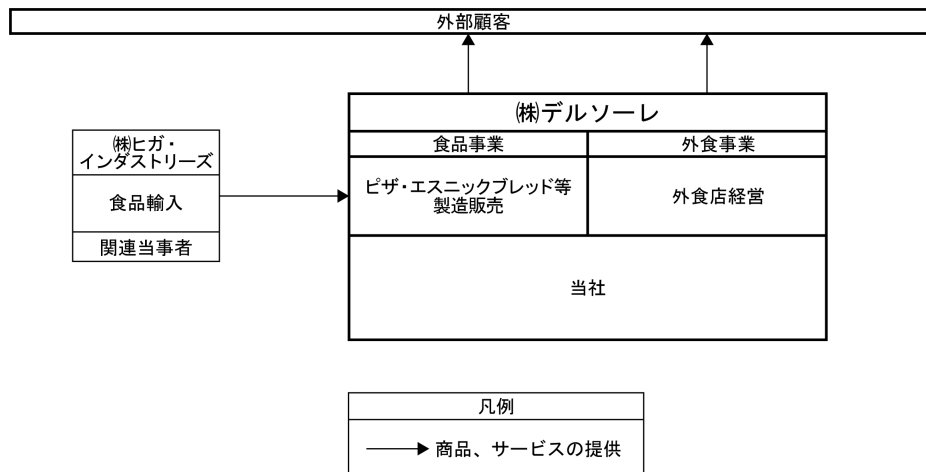 外部顧客
㈱デルソーレ
食品事業
外食事業
ピザ・エスニックブレッド等
製造販売
外食店経営
当社
㈱ヒガ・
インダストリーズ
食品輸入
関連当事者
凡例
商品、サービスの提供